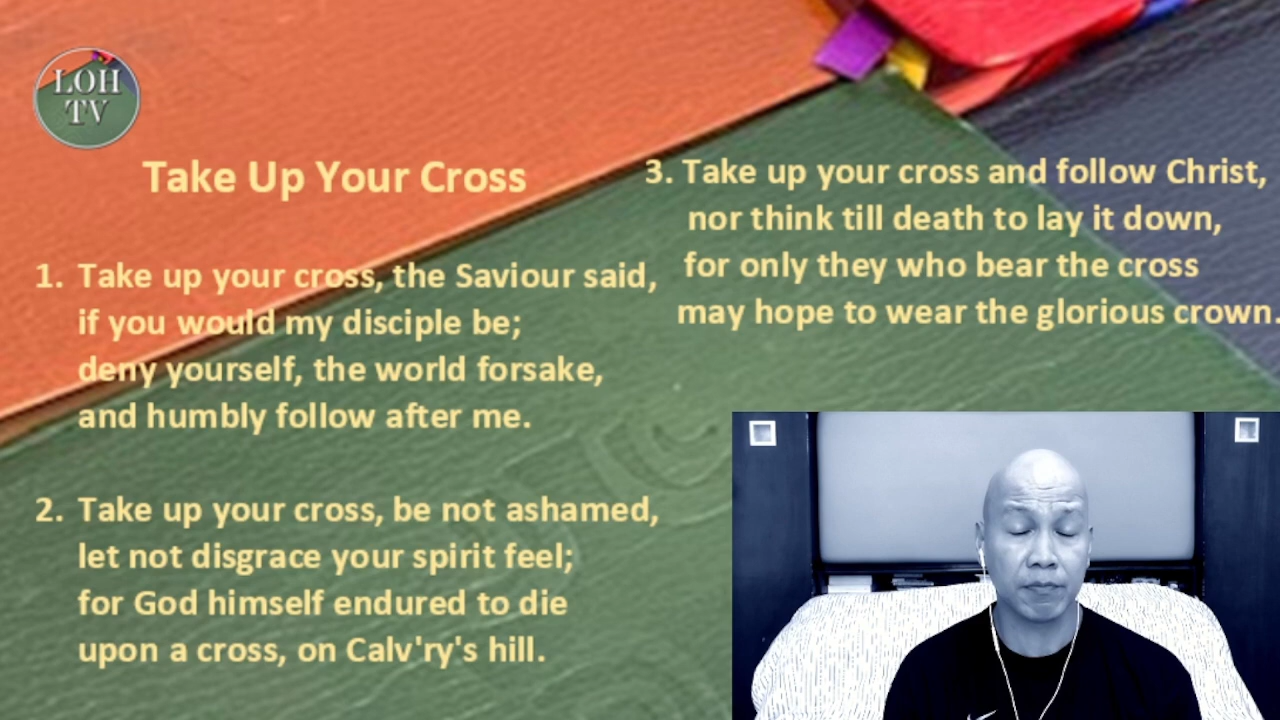 LOH
TV
Take Up Your Cross
1. Take up your cross, the Saviour said,
if you would my disciple be;
deny yourself, the world forsake,
and humbly follow after me.
2. Take up your cross, be not ashamed,
let not disgrace your spirit feel;
for God himself endured to die
upon a cross, on Calv'ry's hill.
3. Take up your cross and follow Christ,
nor think till death to lay it down,
for only they who bear the cross
may hope to wear the glorious crown.